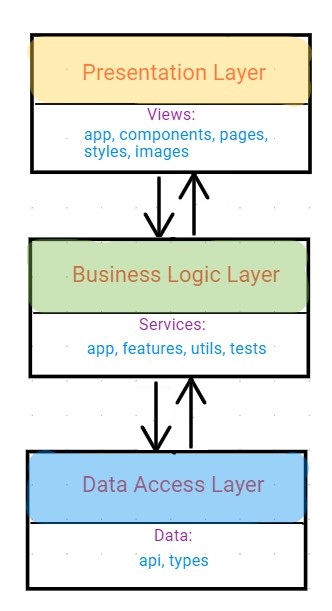 Presentation Layer
Views:
app, components, pages,
styles, images
Business Logic Layer
Services:
app, features, utils, tests
Data Access Layer
Data:
api, types